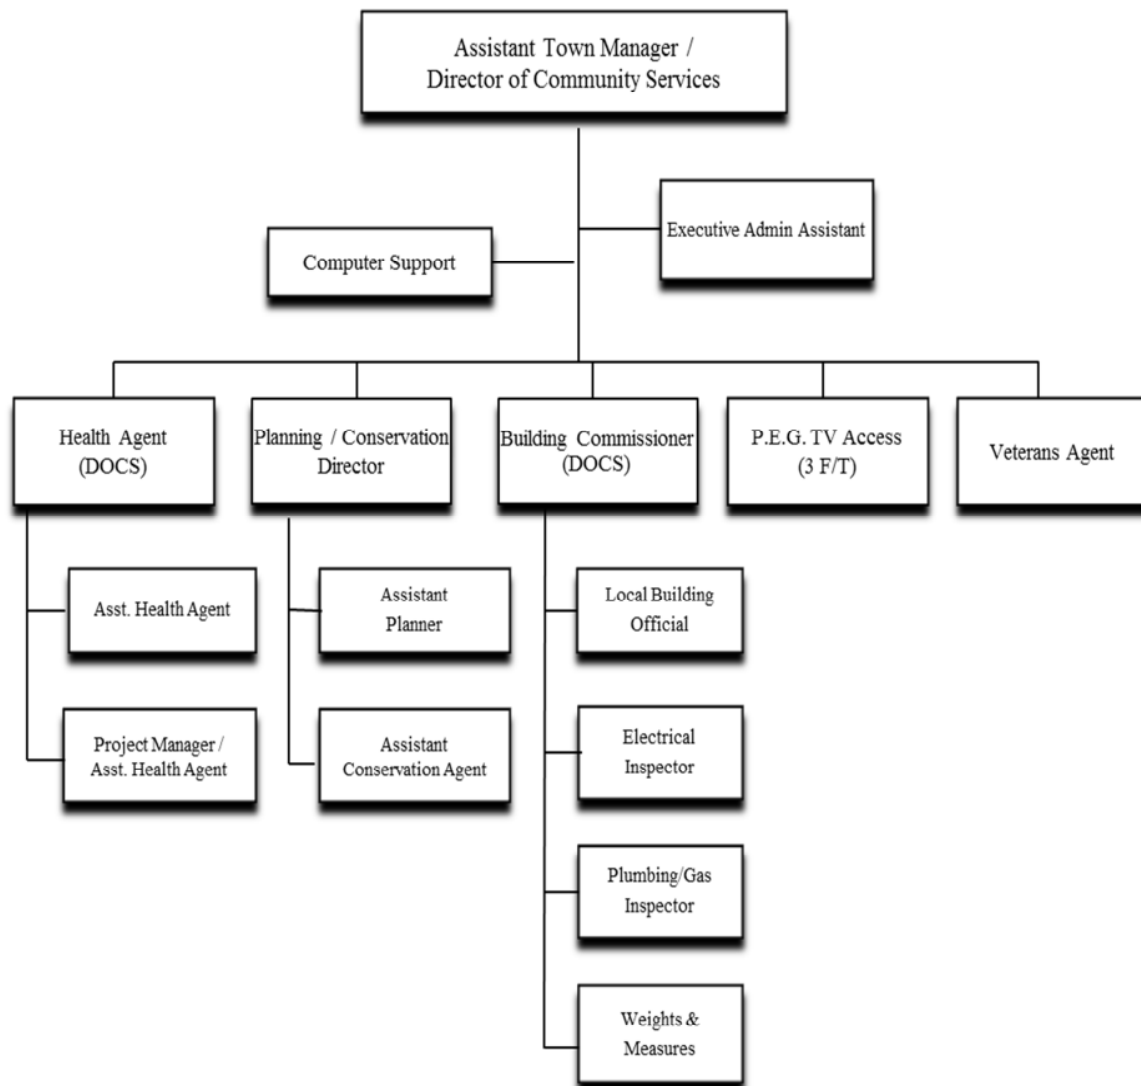 Assistant Town Manager /
Director of Community Services
Executive Admin Assistant
Computer Support
Health Agent
(DOCS)
Planning / Conservation
Director
Building Commissioner
(DOCS)
P.E.G. TV Access
(3 F/T)
Veterans Agent
Asst. Health Agent
Assistant
Planner
Local Building
Official
Project Manager /
Asst. Health Agent
Assistant
Conservation Agent
Electrical
Inspector
Plumbing/Gas
Inspector
Weights &
Measures